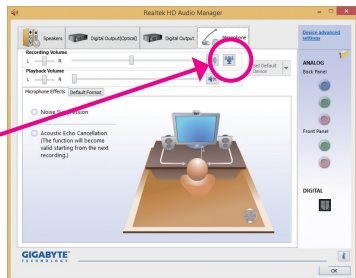 Realtek HD Audio Manager
Speakers
Digital Output(Optical)
Digital Output
Microphone
Device advanced
settings
Recording Volume
L
R
Set Default
Device
Playback Volume
L
R
Microphone Effects
Default Format
Noise Suppression
Acoustic Echo Cancellation
(The function will become
valid starting from the next
recording.)
ANALOG
Back Panel
Front Panel
DIGITAL
GIGABYTE
TECHNOLOGY
i
OK